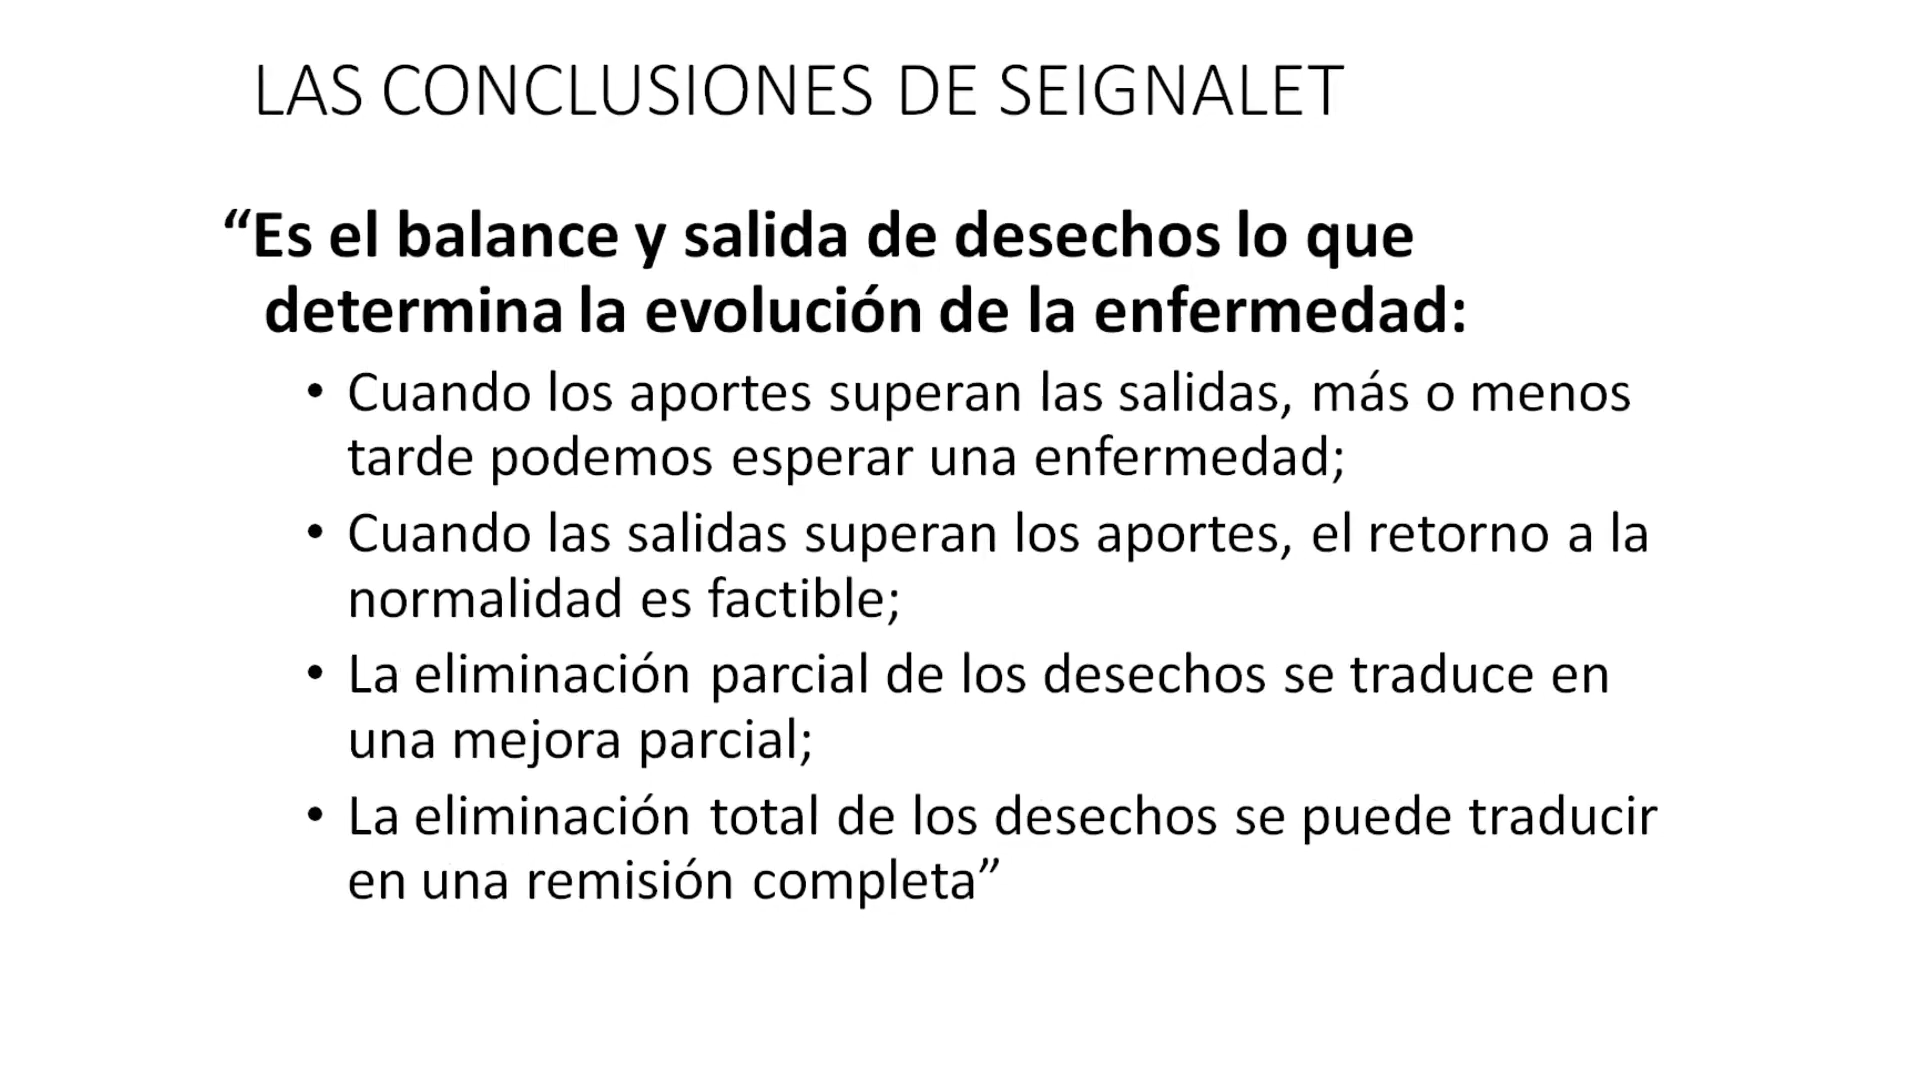 LAS CONCLUSIONES DE SEIGNALET
“Es el balance y salida de desechos lo que
determina la evolución de la enfermedad:
• Cuando los aportes superan las salidas, más o menos
tarde podemos esperar una enfermedad;
• Cuando las salidas superan los aportes, el retorno a la
normalidad es factible;
• La eliminación parcial de los desechos se traduce en
una mejora parcial;
• La eliminación total de los desechos se puede traducir
en una remisión completa”